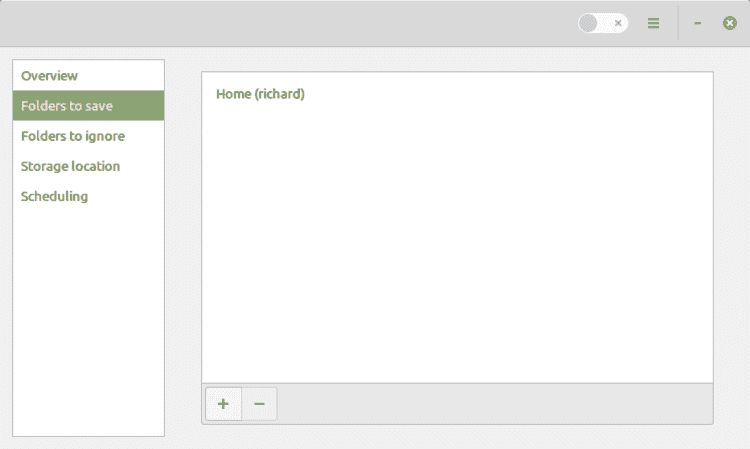 Overview
Folders to save
Folders to ignore
Storage location
Scheduling
Home (richard)